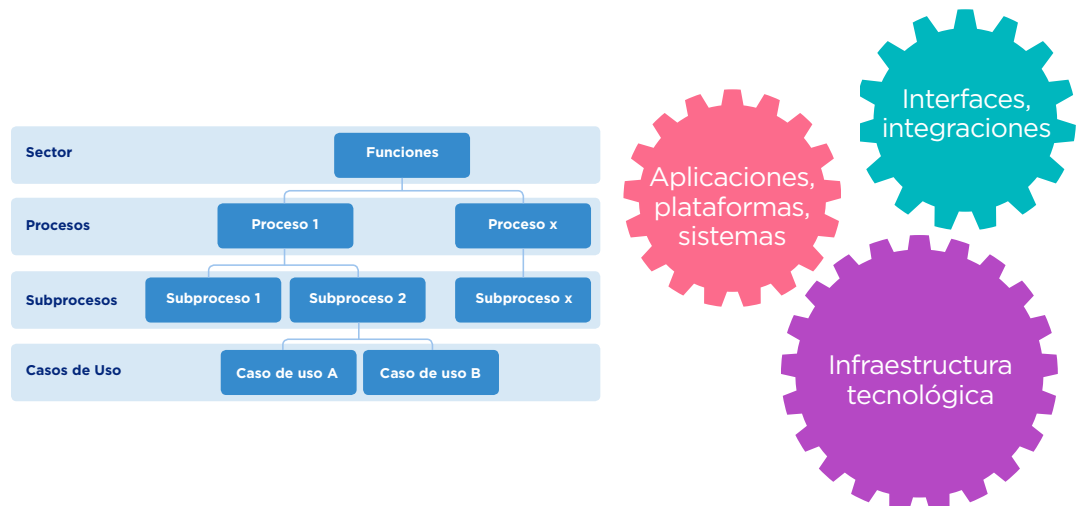 Sector
Funciones
Procesos
Proceso 1
Proceso x
Subprocesos
Subproceso 1
Subproceso 2
Subproceso x
Casos de Uso
Caso de uso A
Caso de uso B
Aplicaciones,
plataformas,
sistemas
Interfaces,
integraciones
Infraestructura
tecnológica